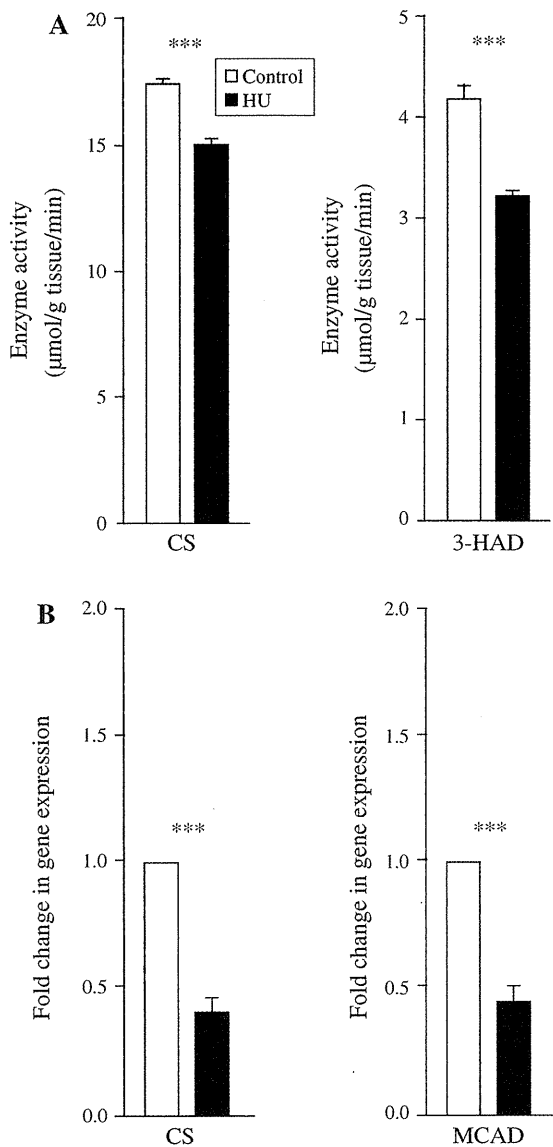 A
20
15
10
5
0
Enzyme activity
(μmol/g tissue/min)
***
Control
HU
CS
5
4
3
2
1
0
Enzyme activity
(μmol/g tissue/min)
***
3-HAD
B
2.0
1.5
1.0
0.5
0.0
Fold change in gene expression
***
CS
2.0
1.5
1.0
0.5
0.0
Fold change in gene expression
***
MCAD